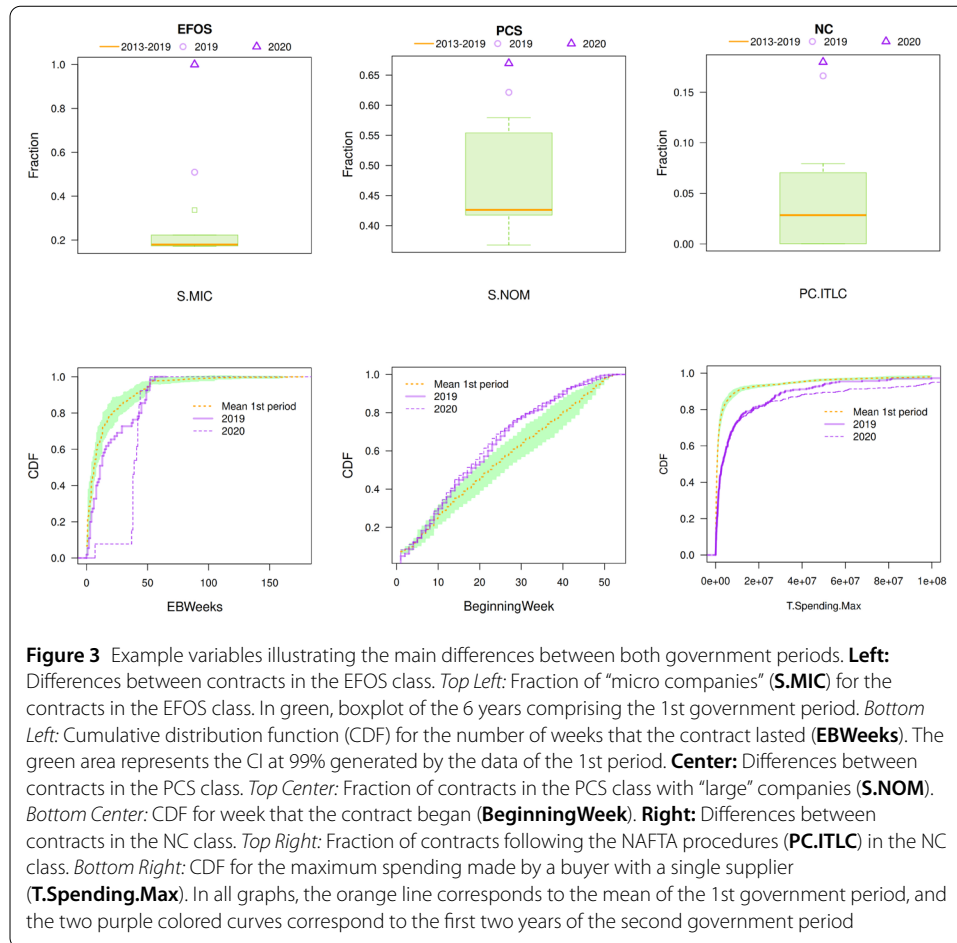 EFOS
2013-2019 2019 2020
1.0
0.8
0.6
0.4
0.2
Fraction
S.MIC
PCS
2013-2019 2019 2020
0.65
0.60
0.55
0.50
0.45
0.40
Fraction
S.NOM
NC
2013-2019 2019 2020
0.15
0.10
0.05
0.00
Fraction
PC.ITLC
1.0
0.8
0.6
0.4
0.2
0.0
CDF
Mean 1st period
2019
2020
0 50 100 150
EBWeeks
1.0
0.8
0.6
0.4
0.2
CDF
Mean 1st period
2019
2020
0 10 20 30 40 50
BeginningWeek
1.0
0.8
0.6
0.4
0.2
0.0
CDF
Mean 1st period
2019
2020
0e+00 2e+07 4e+07 6e+07 8e+07 1e+08
T.Spending.Max
Figure 3 Example variables illustrating the main differences between both government periods. Left:
Differences between contracts in the EFOS class. Top Left: Fraction of “micro companies” (S.MIC) for the
contracts in the EFOS class. In green, boxplot of the 6 years comprising the 1st government period. Bottom
Left: Cumulative distribution function (CDF) for the number of weeks that the contract lasted (EBWeeks). The
green area represents the CI at 99% generated by the data of the 1st period. Center: Differences between
contracts in the PCS class. Top Center: Fraction of contracts in the PCS class with “large” companies (S.NOM).
Bottom Center: CDF for week that the contract began (BeginningWeek). Right: Differences between
contracts in the NC class. Top Right: Fraction of contracts following the NAFTA procedures (PC.ITLC) in the NC
class. Bottom Right: CDF for the maximum spending made by a buyer with a single supplier
(T.Spending.Max). In all graphs, the orange line corresponds to the mean of the 1st government period, and
the two purple colored curves correspond to the first two years of the second government period